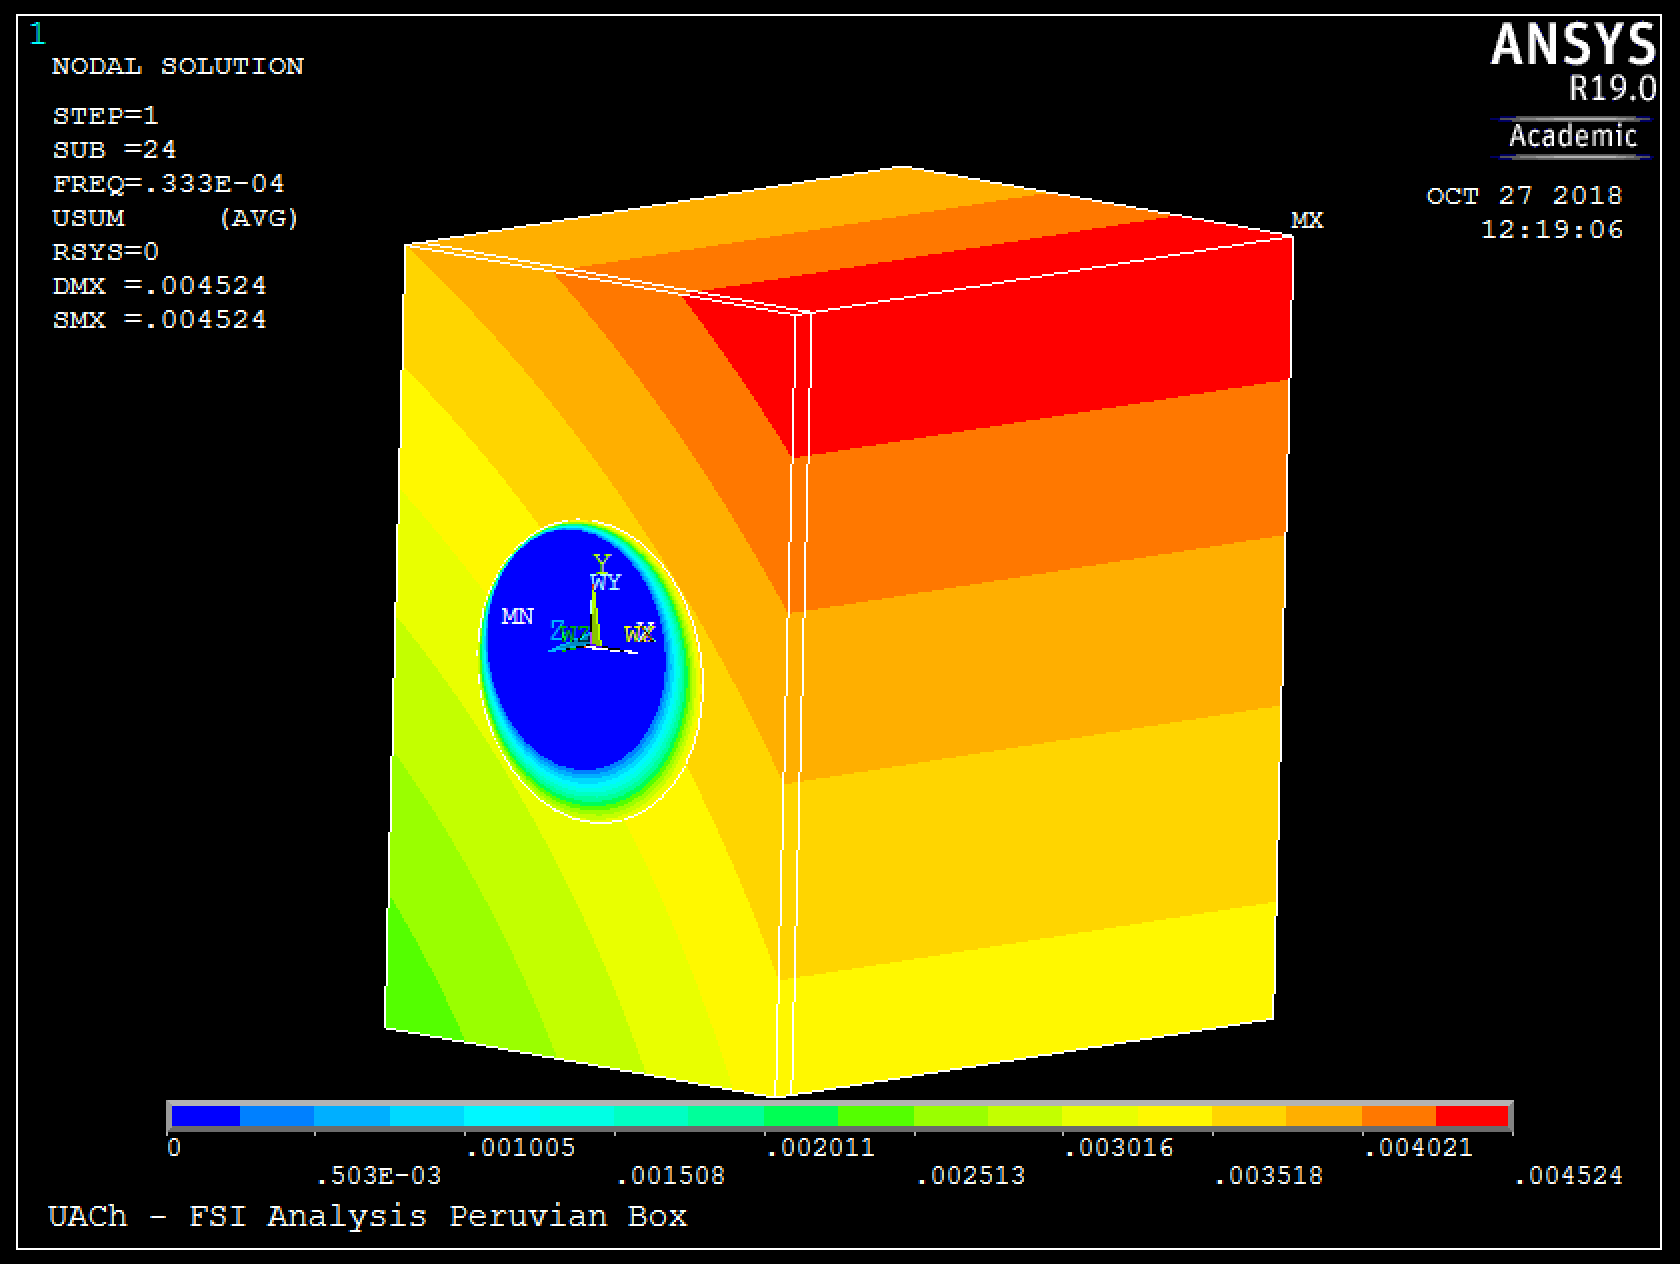 1
NODAL SOLUTION
STEP=1
SUB =24
FREQ=.333E-04
USUM (AVG)
RSYS=0
DMX =.004524
SMX =.004524
ANSYS
R19.0
Academic
OCT 27 2018
12:19:06
MX
Y
WY
MN
Z WZ
WX X
0 .001005 .002011 .003016 .004021
.503E-03 .001508 .002513 .003518 .004524
UACh - FSI Analysis Peruvian Box